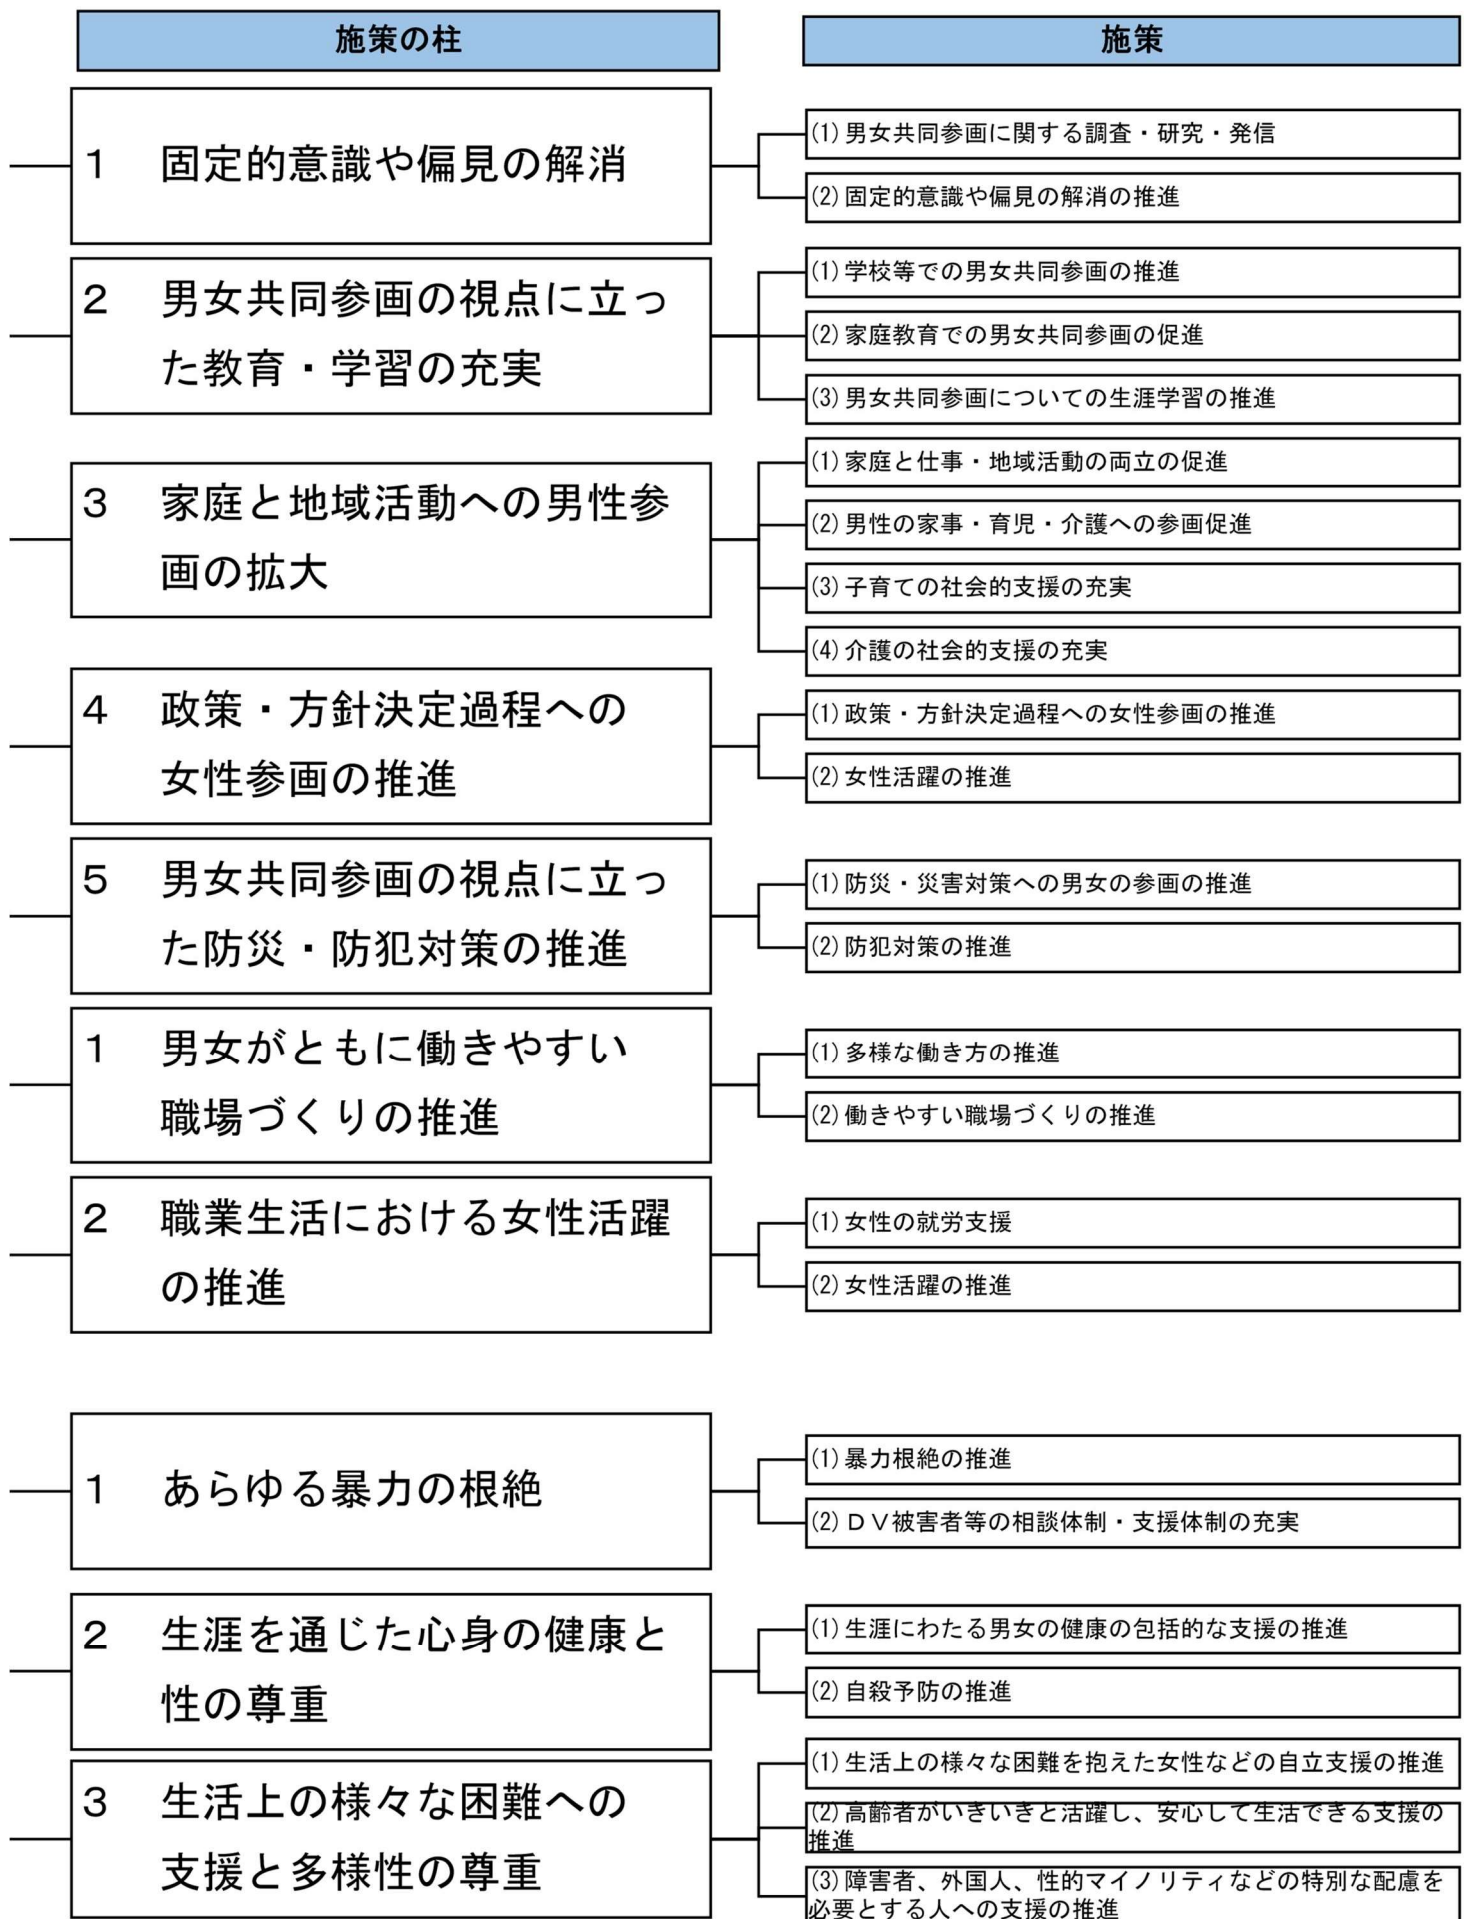 施策の柱
施策
1 固定的意識や偏見の解消
(1)男女共同参画に関する調査・研究・発信
(2)固定的意識や偏見の解消の推進
2 男女共同参画の視点に立っ
た教育・学習の充実
(1)学校等での男女共同参画の推進
(2)家庭教育での男女共同参画の促進
(3)男女共同参画についての生涯学習の推進
3 家庭と地域活動への男性参
画の拡大
(1)家庭と仕事・地域活動の両立の促進
(2)男性の家事・育児・介護への参画促進
(3)子育ての社会的支援の充実
(4)介護の社会的支援の充実
4 政策・方針決定過程への
女性参画の推進
(1)政策・方針決定過程への女性参画の推進
(2)女性活躍の推進
5 男女共同参画の視点に立っ
た防災・防犯対策の推進
(1)防災・災害対策への男女の参画の推進
(2)防犯対策の推進
1 男女がともに働きやすい
職場づくりの推進
(1)多様な働き方の推進
(2)働きやすい職場づくりの推進
2 職業生活における女性活躍
の推進
(1)女性の就労支援
(2)女性活躍の推進
1 あらゆる暴力の根絶
(1)暴力根絶の推進
(2)DV被害者等の相談体制・支援体制の充実
2 生涯を通じた心身の健康と
性の尊重
(1)生涯にわたる男女の健康の包括的な支援の推進
(2)自殺予防の推進
3 生活上の様々な困難への
支援と多様性の尊重
(1)生活上の様々な困難を抱えた女性などの自立支援の推進
(2)高齢者がいきいきと活躍し、安心して生活できる支援の
推進
(3)障害者、外国人、性的マイノリティなどの特別な配慮を
必要とする人への支援の推進